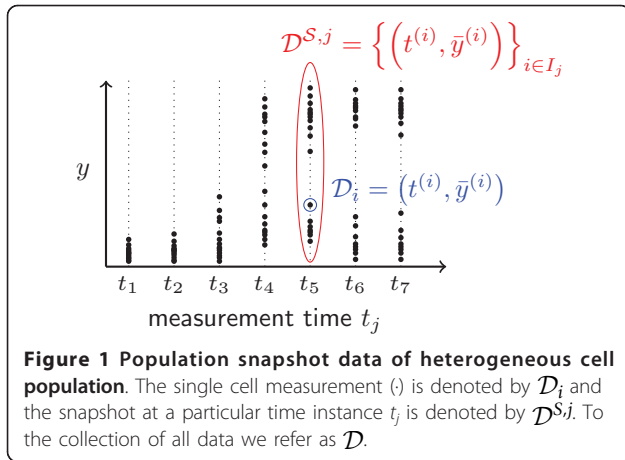 𝒟^{𝒮,j} = {(t^{(i)}, ȳ^{(i)})}_{i∈I_j}
y
𝒟_i = (t^{(i)}, ȳ^{(i)})
t_1 t_2 t_3 t_4 t_5 t_6 t_7
measurement time t_j
Figure 1 Population snapshot data of heterogeneous cell
population. The single cell measurement (·) is denoted by 𝒟_i and
the snapshot at a particular time instance t_j is denoted by 𝒟^{𝒮,j}. To
the collection of all data we refer as 𝒟.